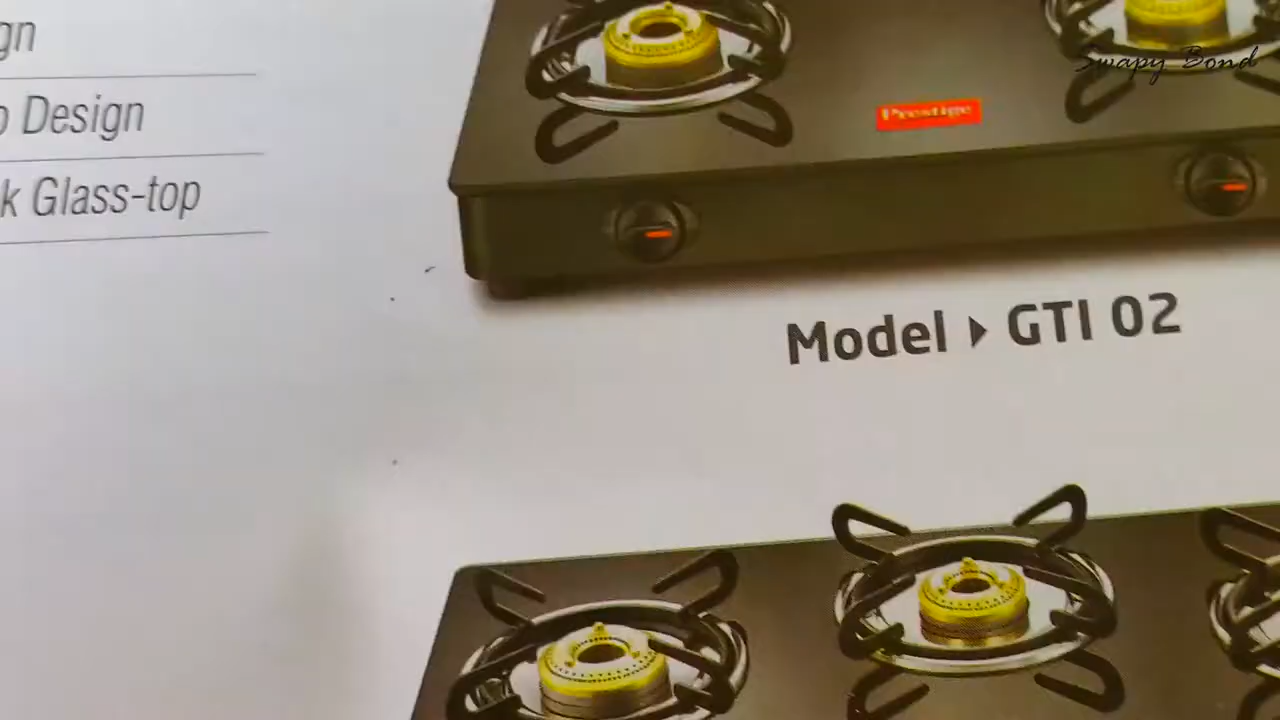 gn
Design
k Glass-top
Swapy Bond
Prestige
Model ▸ GTI 02